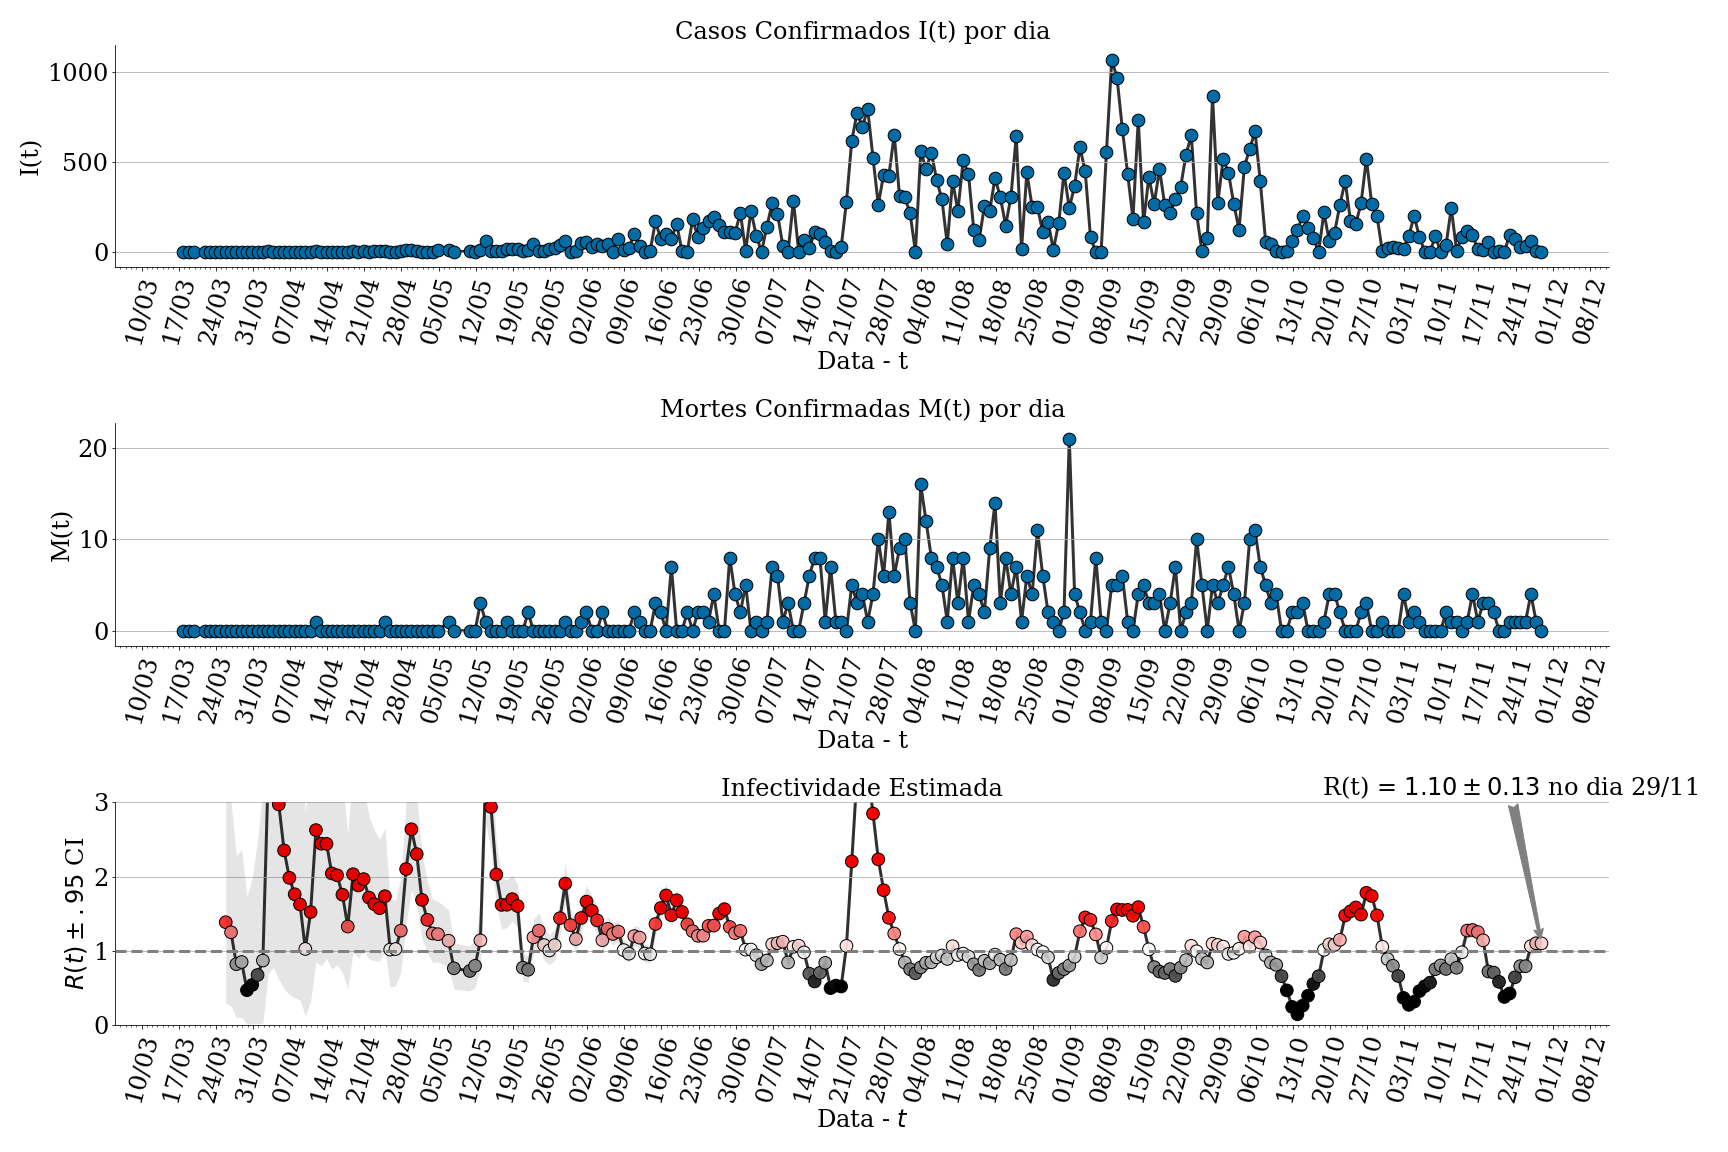 Casos Confirmados I(t) por dia
I(t)
1000
500
0
10/03 17/03 24/03 31/03 07/04 14/04 21/04 28/04 05/05 12/05 19/05 26/05 02/06 09/06 16/06 23/06 30/06 07/07 14/07 21/07 28/07 04/08 11/08 18/08 25/08 01/09 08/09 15/09 22/09 29/09 06/10 13/10 20/10 27/10 03/11 10/11 17/11 24/11 01/12 08/12
Data - t
Mortes Confirmadas M(t) por dia
M(t)
20
10
0
10/03 17/03 24/03 31/03 07/04 14/04 21/04 28/04 05/05 12/05 19/05 26/05 02/06 09/06 16/06 23/06 30/06 07/07 14/07 21/07 28/07 04/08 11/08 18/08 25/08 01/09 08/09 15/09 22/09 29/09 06/10 13/10 20/10 27/10 03/11 10/11 17/11 24/11 01/12 08/12
Data - t
Infectividade Estimada
R(t) = 1.10 ± 0.13 no dia 29/11
R(t) ± .95 CI
3
2
1
0
10/03 17/03 24/03 31/03 07/04 14/04 21/04 28/04 05/05 12/05 19/05 26/05 02/06 09/06 16/06 23/06 30/06 07/07 14/07 21/07 28/07 04/08 11/08 18/08 25/08 01/09 08/09 15/09 22/09 29/09 06/10 13/10 20/10 27/10 03/11 10/11 17/11 24/11 01/12 08/12
Data - t